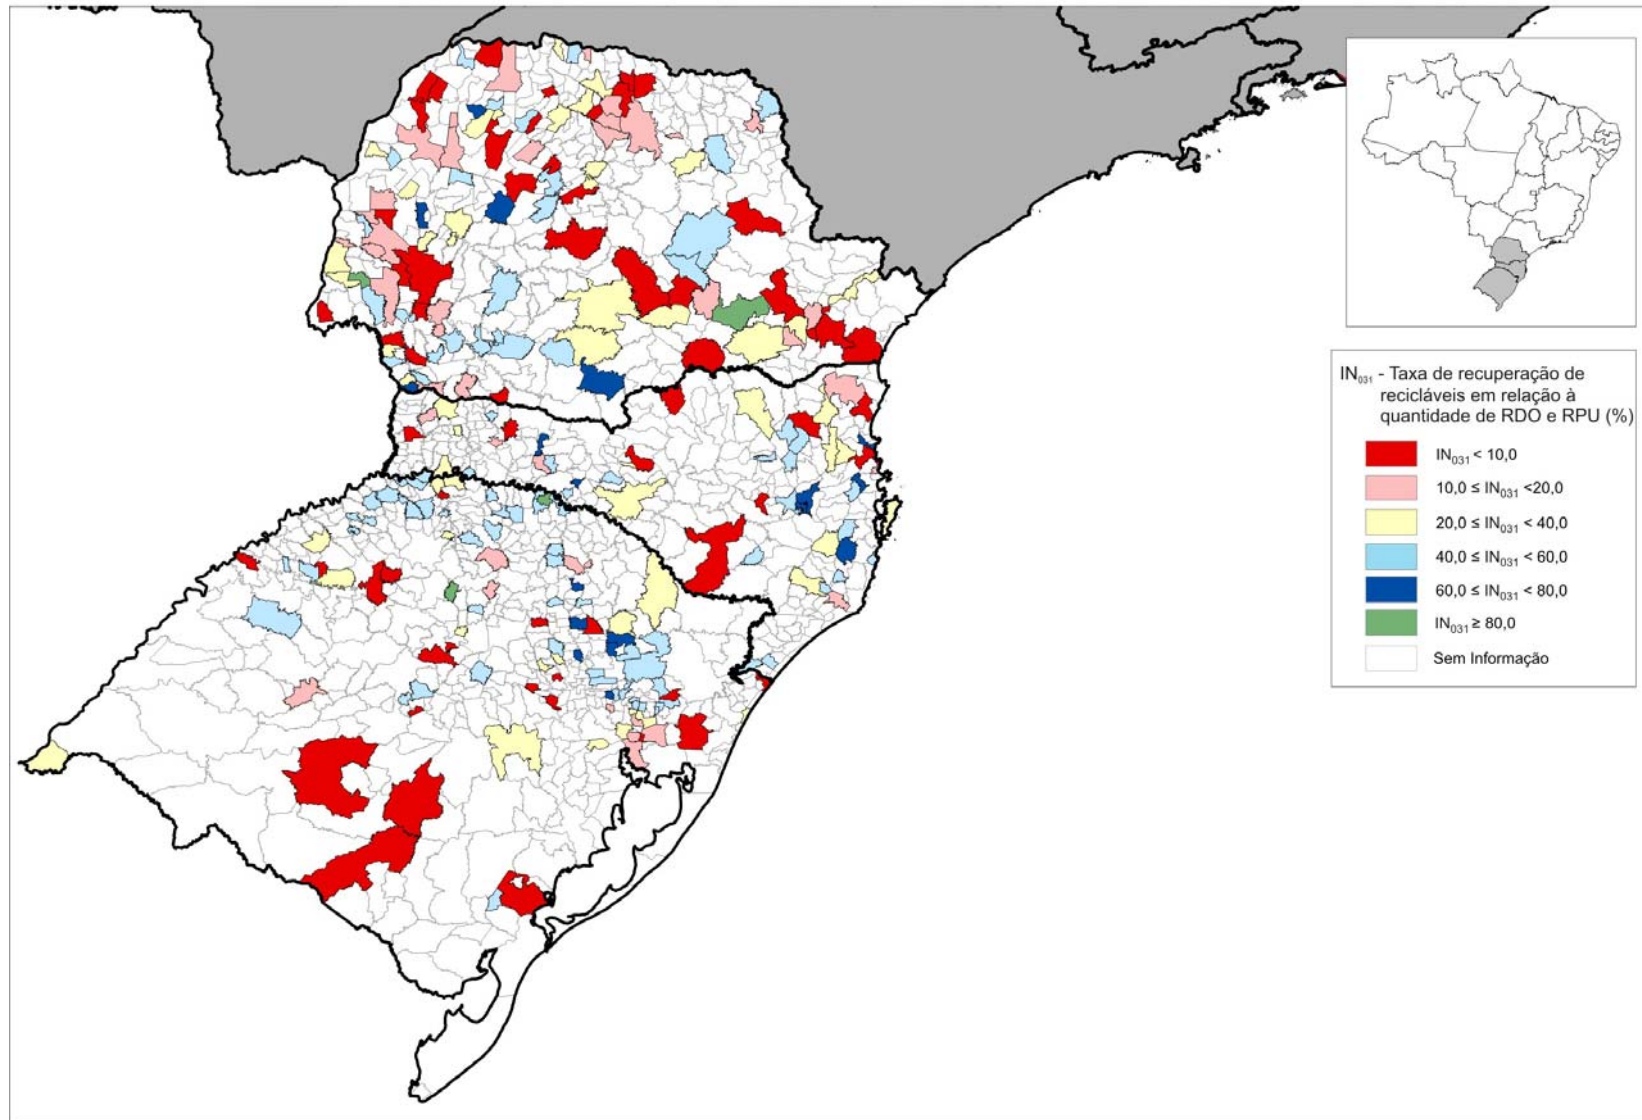 IN₀₃₁ - Taxa de recuperação de
recicláveis em relação à
quantidade de RDO e RPU (%)
IN₀₃₁ < 10,0
10,0 ≤ IN₀₃₁ <20,0
20,0 ≤ IN₀₃₁ < 40,0
40,0 ≤ IN₀₃₁ < 60,0
60,0 ≤ IN₀₃₁ < 80,0
IN₀₃₁ ≥ 80,0
Sem Informação